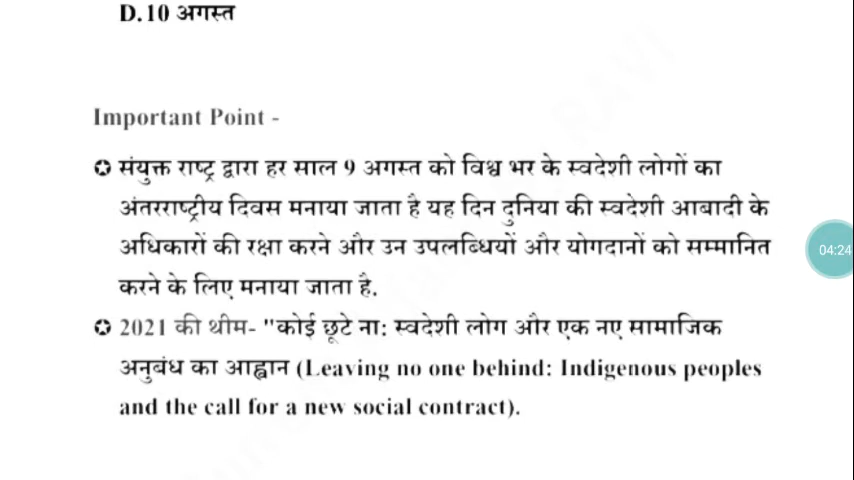 D.10 अगस्त
Important Point -
✪ संयुक्त राष्ट्र द्वारा हर साल 9 अगस्त को विश्व भर के स्वदेशी लोगों का
अंतरराष्ट्रीय दिवस मनाया जाता है यह दिन दुनिया की स्वदेशी आबादी के
अधिकारों की रक्षा करने और उन उपलब्धियों और योगदानों को सम्मानित
करने के लिए मनाया जाता है.
✪ 2021 की थीम- "कोई छूटे ना: स्वदेशी लोग और एक नए सामाजिक
अनुबंध का आह्वान (Leaving no one behind: Indigenous peoples
and the call for a new social contract).
04:24
RAVI